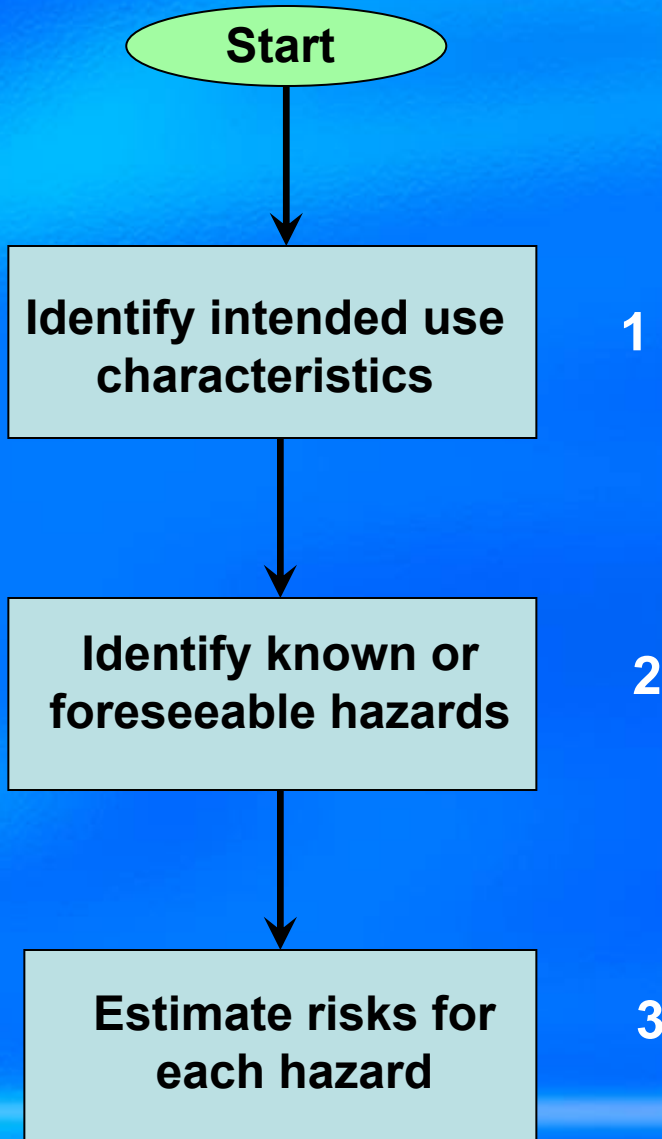 Start
Identify intended use
characteristics
1
Identify known or
foreseeable hazards
2
Estimate risks for
each hazard
3